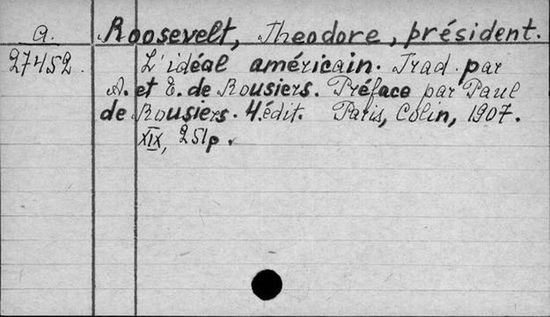 a. Roosevelt, Theodore, président.
27452. L'idéal américain. Trad. par
A. et E. de Rousiers. Préface par Paul
de Rousiers. 4.édit. Paris, Colin, 1907.
XIX, 251p.